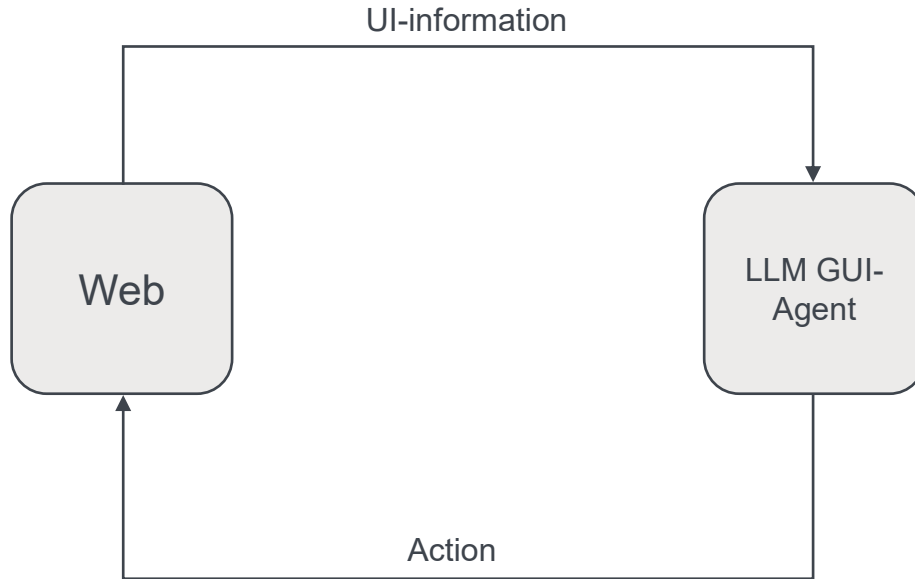 UI-information
Web
LLM GUI-
Agent
Action